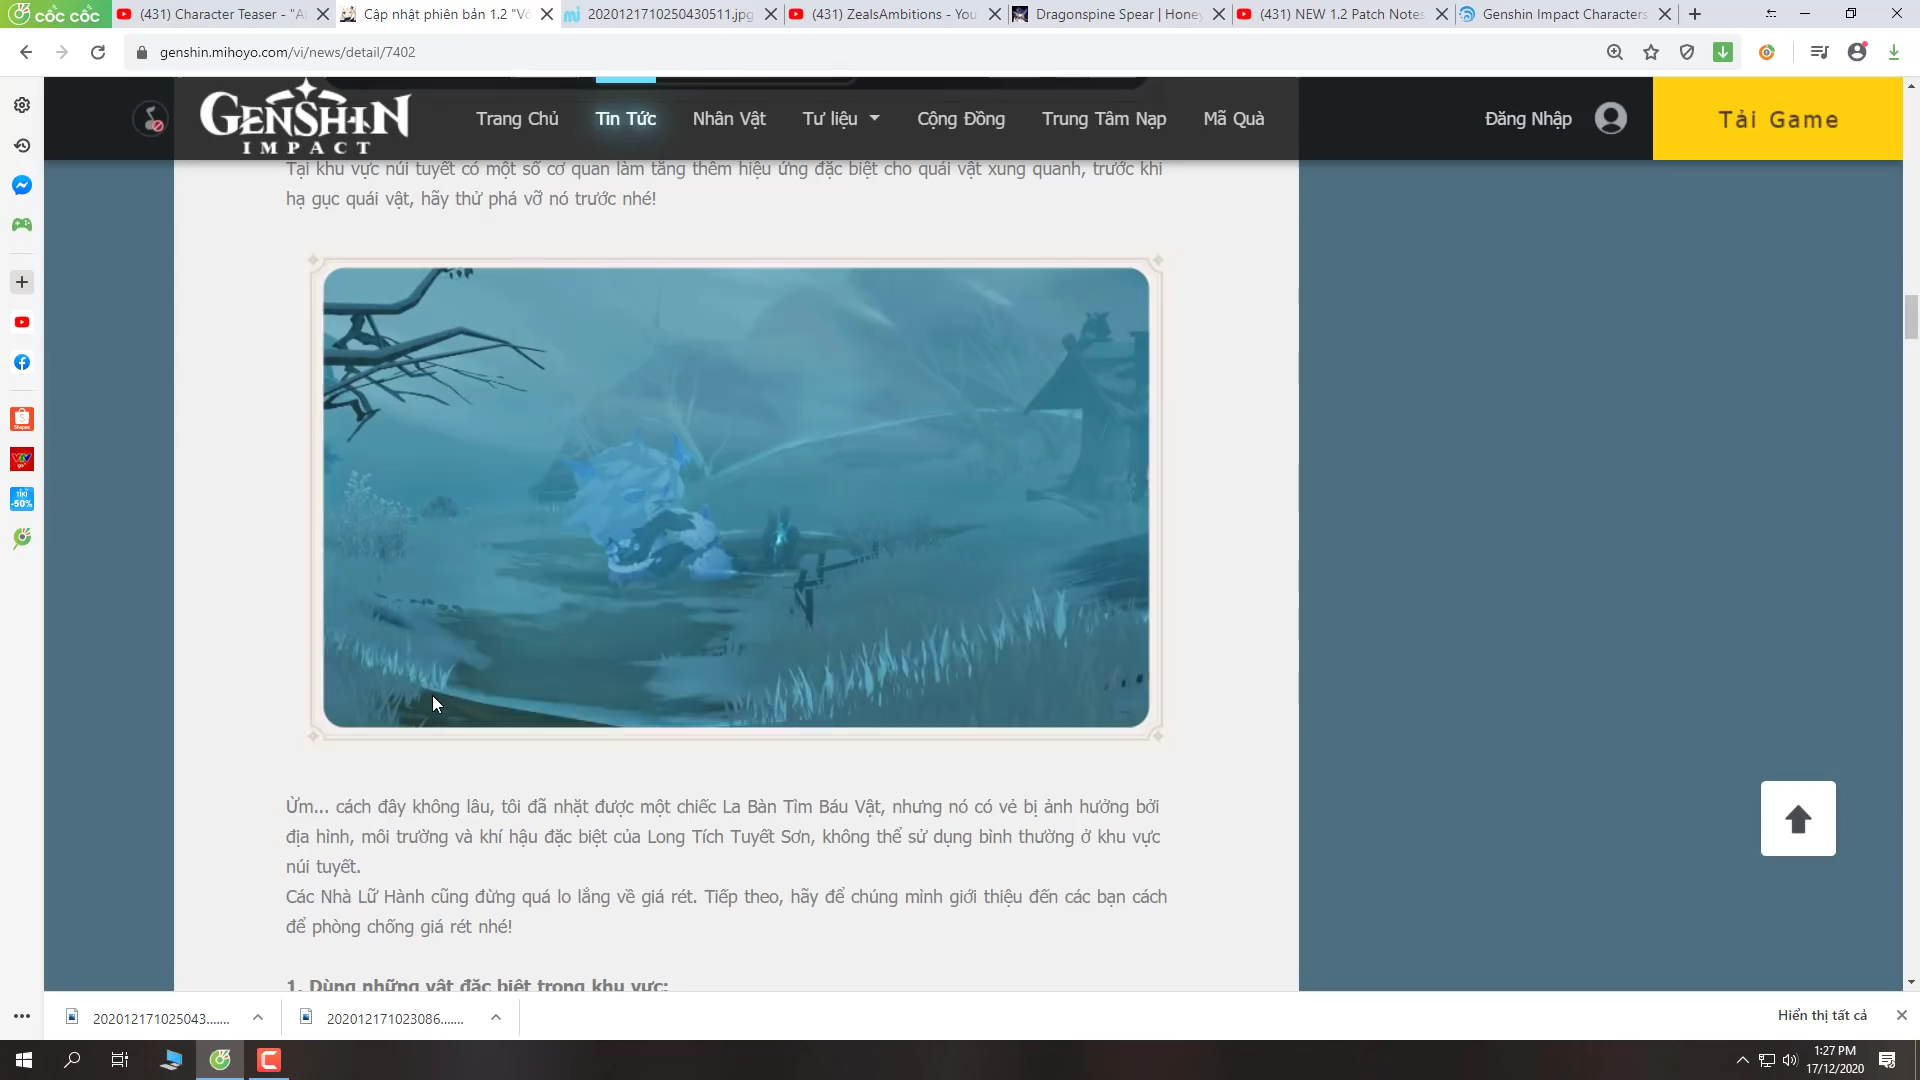 cốc cốc
(431) Character Teaser - "Al
Cập nhật phiên bản 1.2 "Vớ
2020121710250430511.jpg
(431) ZealsAmbitions - You
Dragonspine Spear | Honey
(431) NEW 1.2 Patch Notes
Genshin Impact Characters
genshin.mihoyo.com/vi/news/detail/7402
GENSHIN
IMPACT
Trang Chủ
Tin Tức
Nhân Vật
Tư liệu
Cộng Đồng
Trung Tâm Nạp
Mã Quà
Đăng Nhập
Tải Game
Tại khu vực núi tuyết có một số cơ quan làm tăng thêm hiệu ứng đặc biệt cho quái vật xung quanh, trước khi
hạ gục quái vật, hãy thử phá vỡ nó trước nhé!
Ừm... cách đây không lâu, tôi đã nhặt được một chiếc La Bàn Tìm Báu Vật, nhưng nó có vẻ bị ảnh hưởng bởi
địa hình, môi trường và khí hậu đặc biệt của Long Tích Tuyết Sơn, không thể sử dụng bình thường ở khu vực
núi tuyết.
Các Nhà Lữ Hành cũng đừng quá lo lắng về giá rét. Tiếp theo, hãy để chúng mình giới thiệu đến các bạn cách
để phòng chống giá rét nhé!
1. Dùng những vật đặc biệt trong khu vực:
202012171025043.......
202012171023086.......
Hiển thị tất cả
1:27 PM
17/12/2020